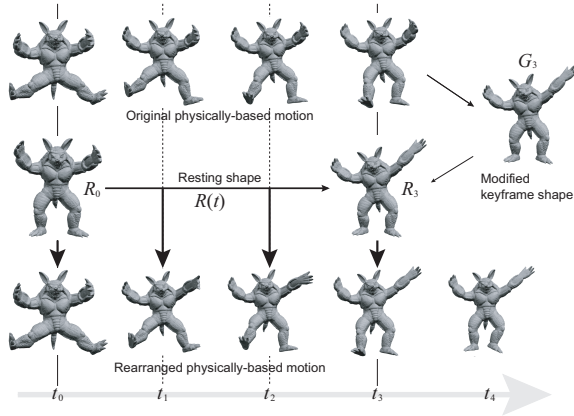 G3
Original physically-based motion
R0
Resting shape
R(t)
R3
Modified
keyframe shape
Rearranged physically-based motion
t0
t1
t2
t3
t4